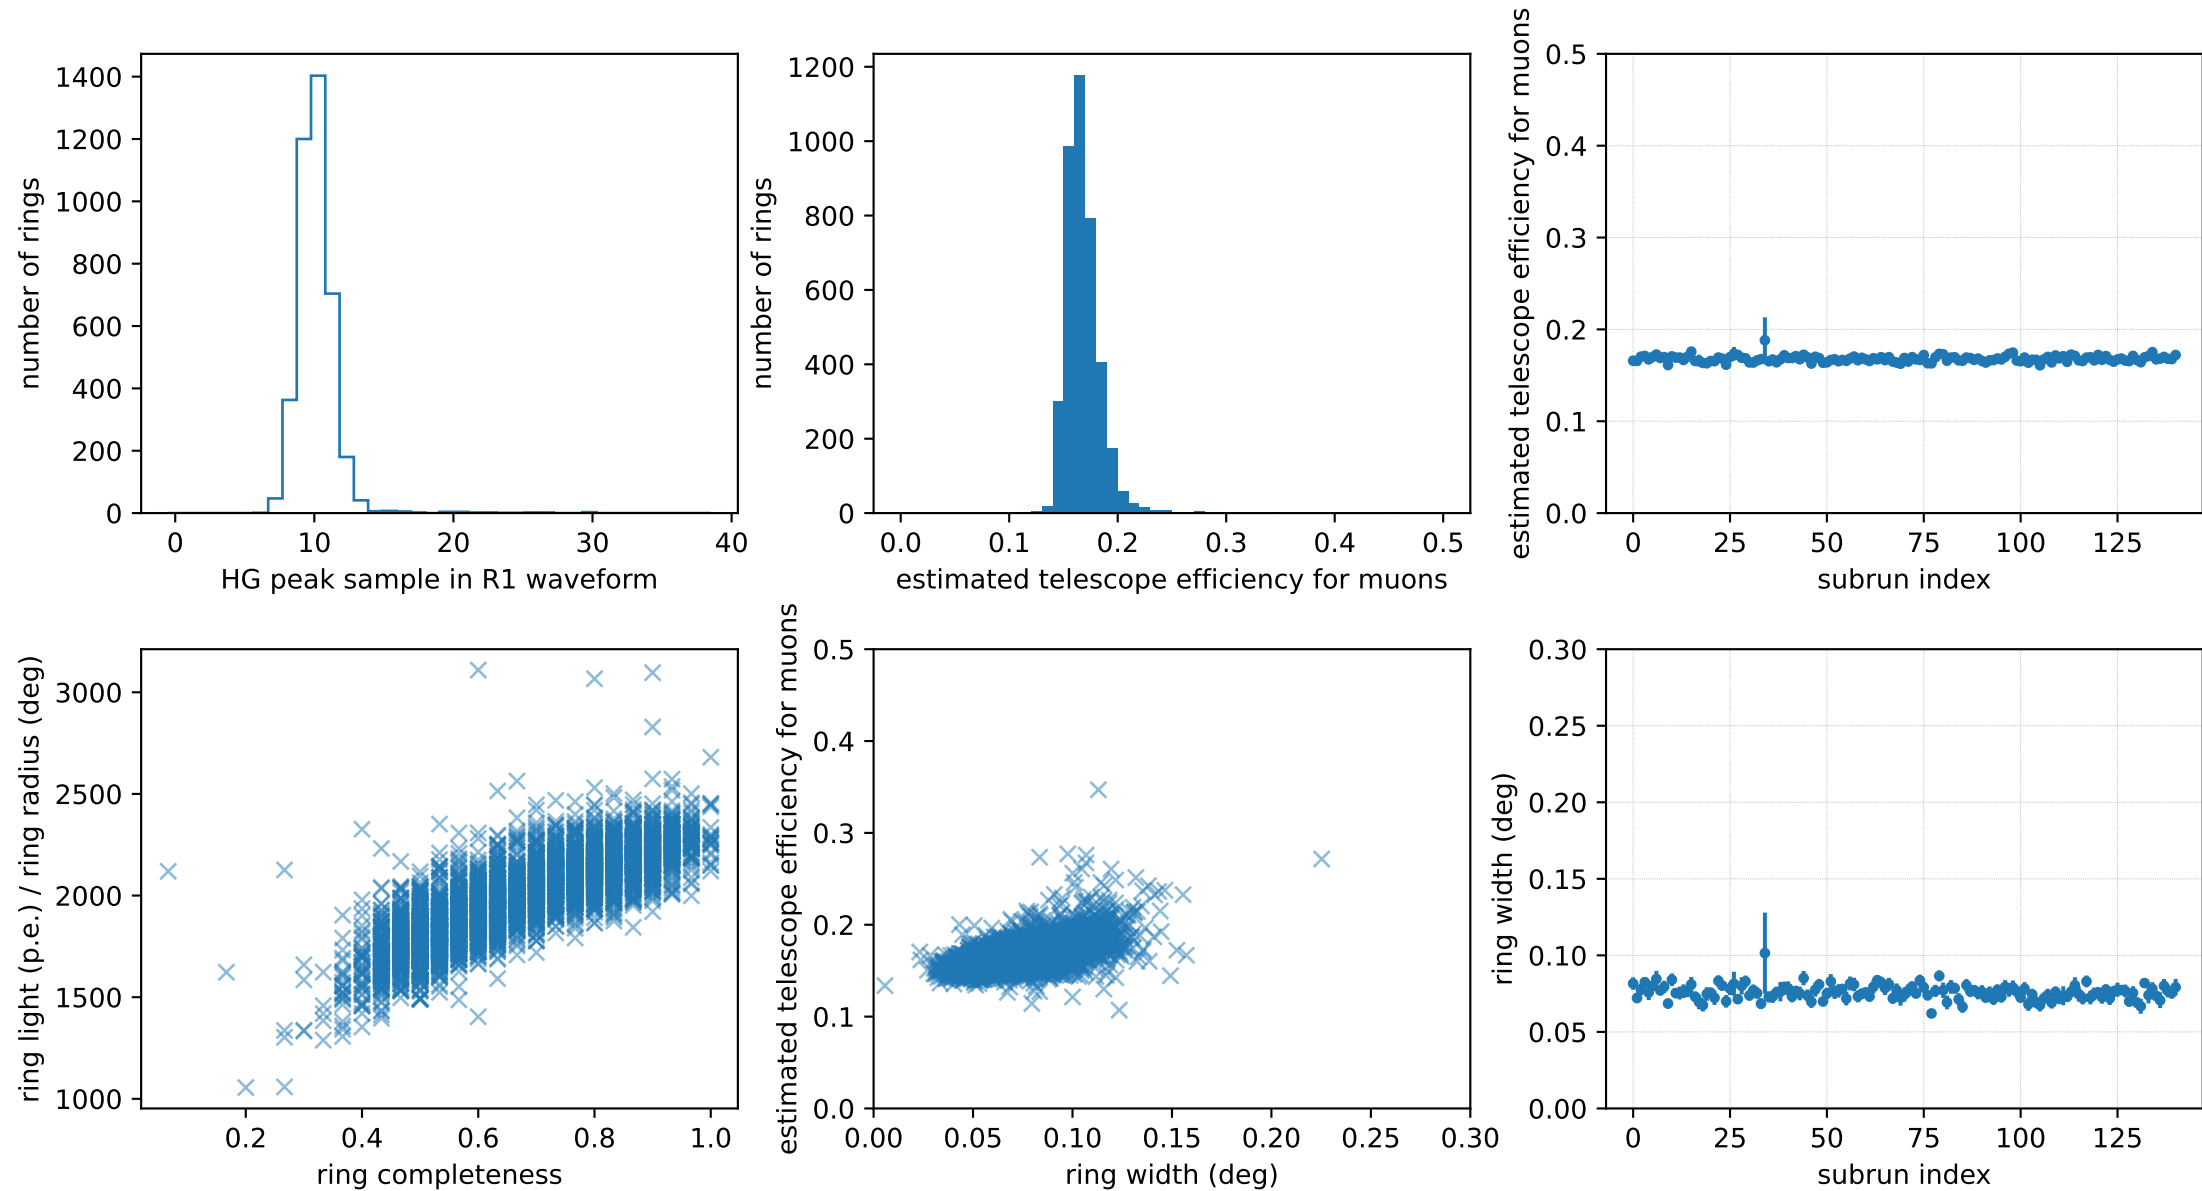 number of rings
1400
1200
1000
800
600
400
200
0
0 10 20 30 40
HG peak sample in R1 waveform
number of rings
1200
1000
800
600
400
200
0
0.0 0.1 0.2 0.3 0.4 0.5
estimated telescope efficiency for muons
estimated telescope efficiency for muons
0.5
0.4
0.3
0.2
0.1
0.0
0 25 50 75 100 125
subrun index
ring light (p.e.) / ring radius (deg)
3000
2500
2000
1500
1000
0.2 0.4 0.6 0.8 1.0
ring completeness
estimated telescope efficiency for muons
0.5
0.4
0.3
0.2
0.1
0.0
0.00 0.05 0.10 0.15 0.20 0.25 0.30
ring width (deg)
ring width (deg)
0.30
0.25
0.20
0.15
0.10
0.05
0.00
0 25 50 75 100 125
subrun index